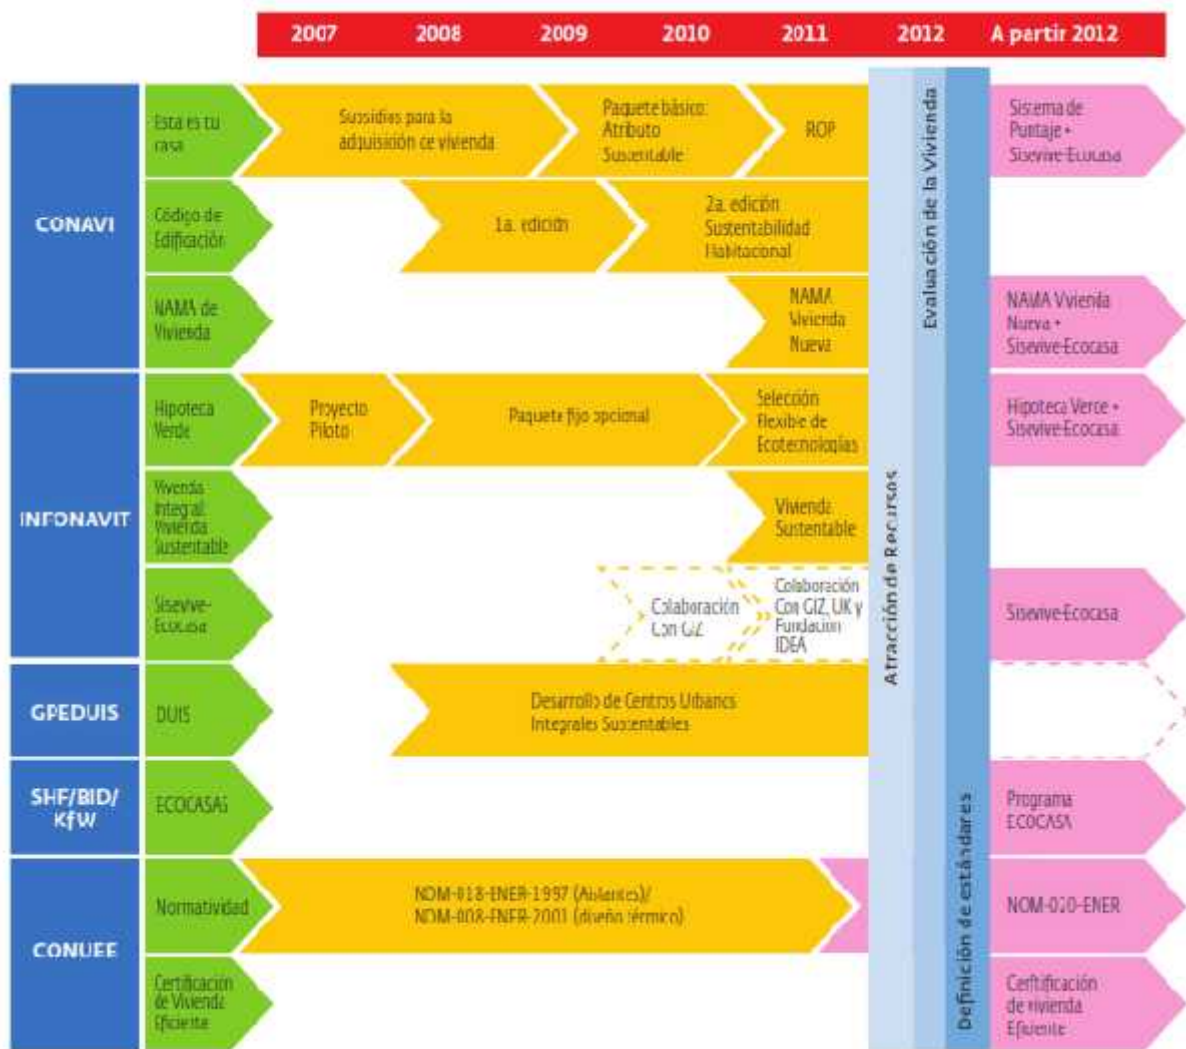 2007 2008 2009 2010 2011 2012 A partir 2012
CONAVI
Esta es tu
casa
Subsidios para la
adquisición de vivienda
Paquete básico:
Atributo
Sustentable
ROP
Sistema de
Puntaje +
Sisevive-Ecocasa
Código de
Edificación
1a. edición
2a. edición
Sustentabilidad
Habitacional
NAMA de
Vivienda
NAMA
Vivienda
Nueva
NAMA Vivienda
Nueva +
Sisevive-Ecocasa
INFONAVIT
Hipoteca
Verde
Proyecto
Piloto
Paquete fijo opcional
Selección
Flexible de
Ecotecnologías
Hipoteca Verde +
Sisevive-Ecocasa
Vivienda
Integral:
Vivienda
Sustentable
Vivienda
Sustentable
Sisevive-
Ecocasa
Colaboración
Con GIZ
Colaboración
Con GIZ, UK y
Fundación
IDEA
Sisevive-Ecocasa
GPEDUIS
DUIS
Desarrollo de Centros Urbanos
Integrales Sustentables
SHF/BID/
KfW
ECOCASAS
Programa
ECOCASA
CONUEE
Normatividad
NOM-018-ENER-1997 (Aislantes)/
NOM-008-ENER-2001 (diseño térmico)
NOM-020-ENER
Certificación
de Vivienda
Eficiente
Certtificación
de vivienda
Eficiente
Atracción de Recursos
Evaluación de la Vivienda
Definición de estándares